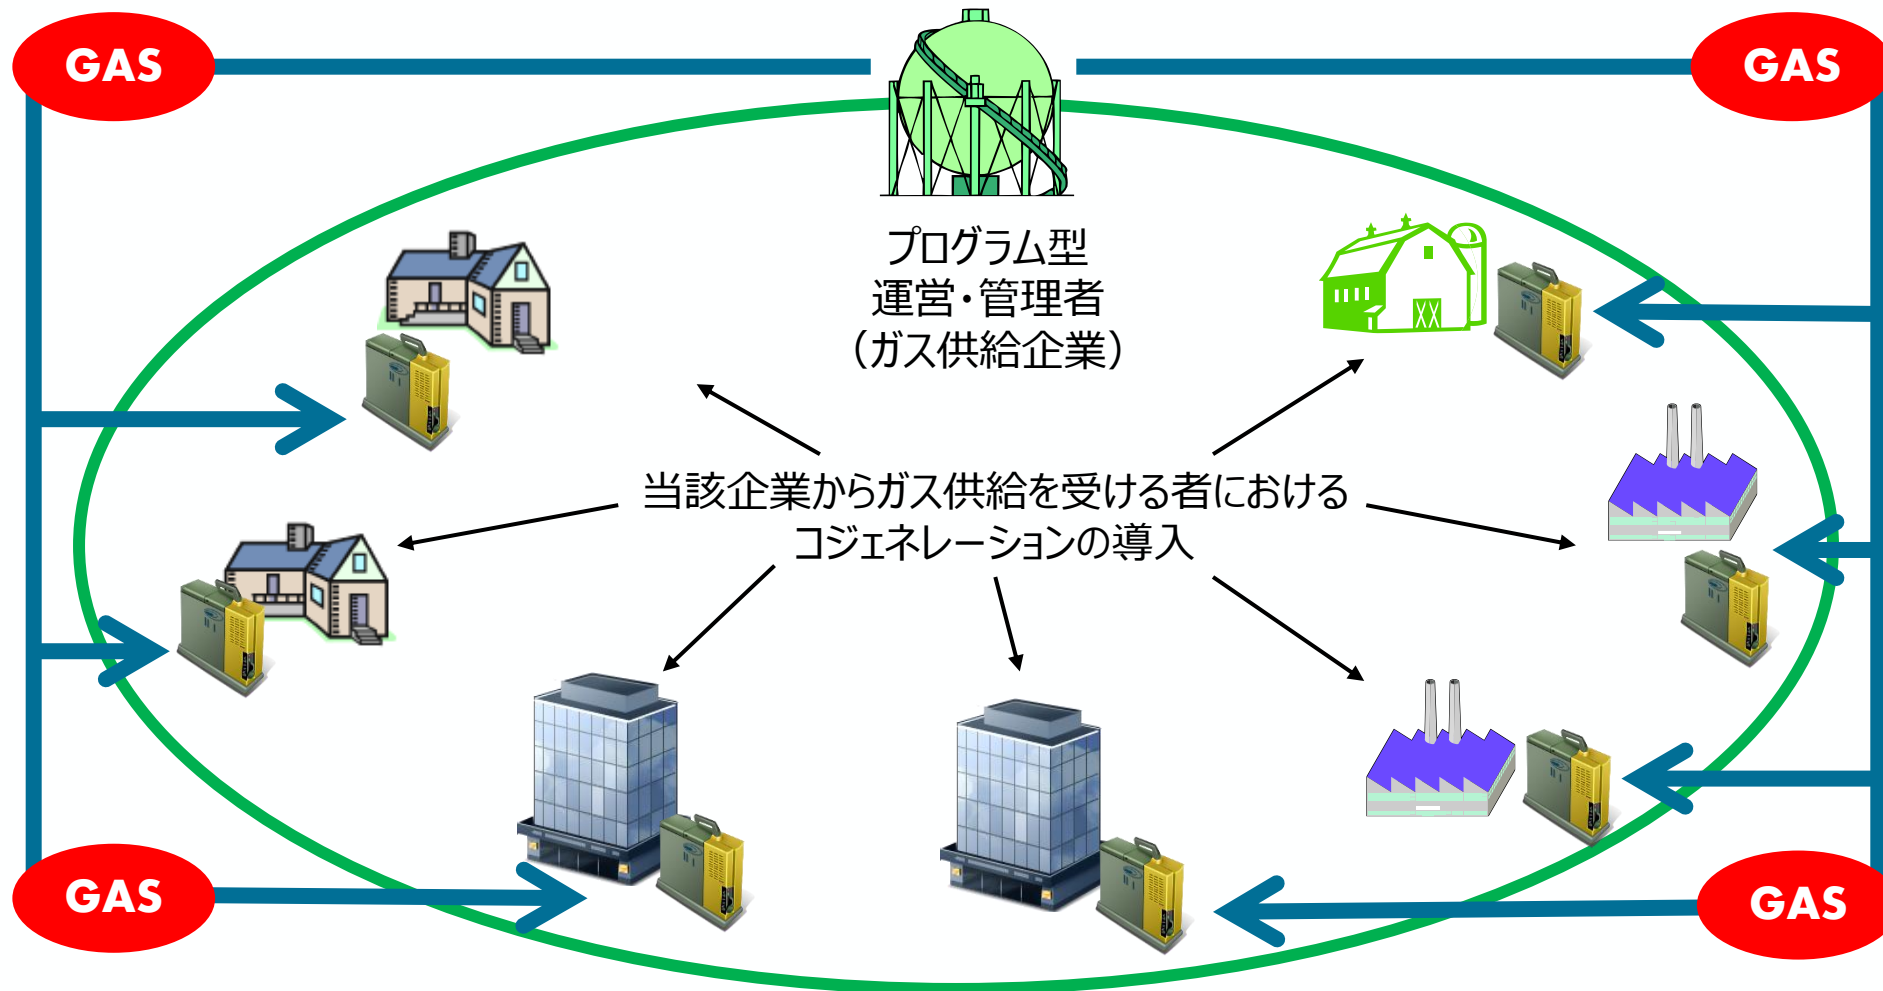 GAS
GAS
プログラム型
運営・管理者
（ガス供給企業）
当該企業からガス供給を受ける者における
コジェネレーションの導入
GAS
GAS